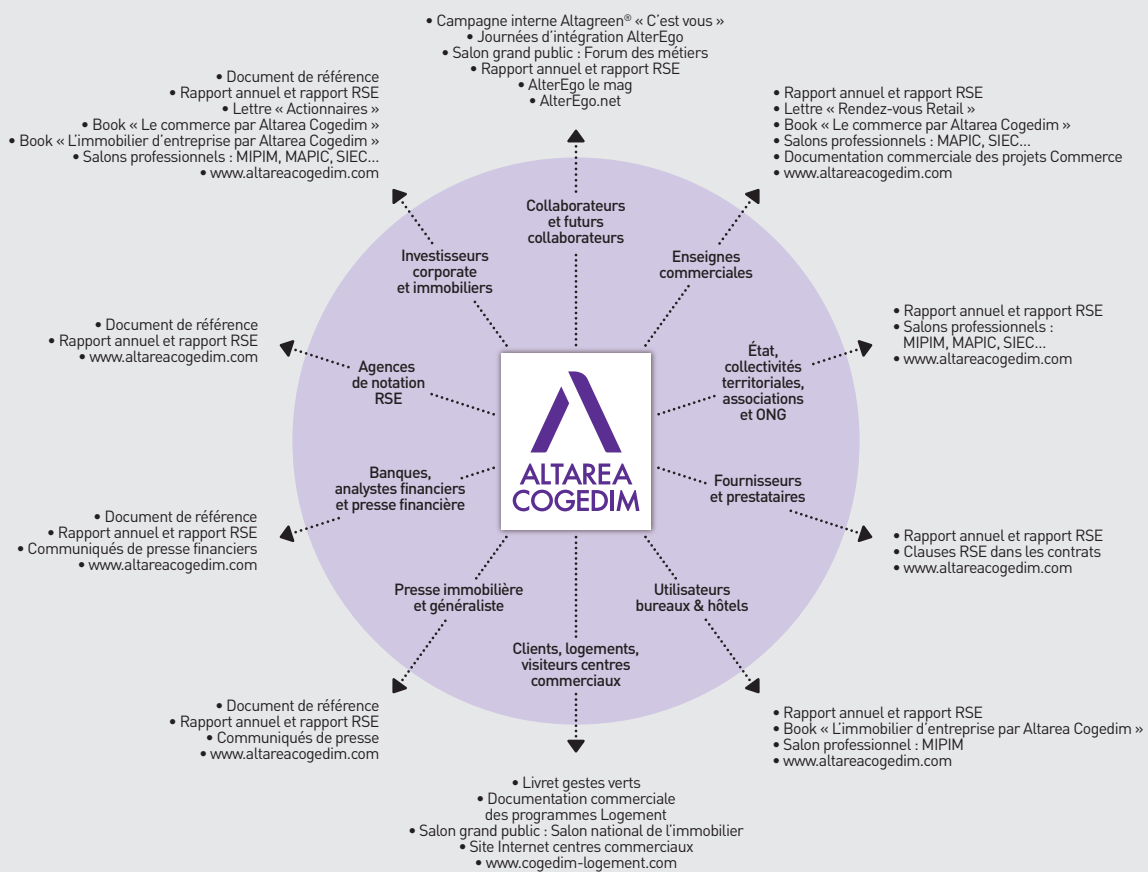 • Campagne interne Altagreen® « C'est vous »
• Journées d'intégration AlterEgo
• Salon grand public : Forum des métiers
• Rapport annuel et rapport RSE
• AlterEgo le mag
• AlterEgo.net
Collaborateurs
et futurs
collaborateurs
• Rapport annuel et rapport RSE
• Lettre « Rendez-vous Retail »
• Book « Le commerce par Altarea Cogedim »
• Salons professionnels : MAPIC, SIEC...
• Documentation commerciale des projets Commerce
• www.altareacogedim.com
Enseignes
commerciales
• Rapport annuel et rapport RSE
• Salons professionnels :
MIPIM, MAPIC, SIEC...
• www.altareacogedim.com
État,
collectivités
territoriales,
associations
et ONG
Fournisseurs
et prestataires
• Rapport annuel et rapport RSE
• Clauses RSE dans les contrats
• www.altareacogedim.com
Utilisateurs
bureaux & hôtels
• Rapport annuel et rapport RSE
• Book « L'immobilier d'entreprise par Altarea Cogedim »
• Salon professionnel : MIPIM
• www.altareacogedim.com
Clients, logements,
visiteurs centres
commerciaux
• Livret gestes verts
• Documentation commerciale
des programmes Logement
• Salon grand public : Salon national de l'immobilier
• Site Internet centres commerciaux
• www.cogedim-logement.com
Presse immobilière
et généraliste
• Document de référence
• Rapport annuel et rapport RSE
• Communiqués de presse
• www.altareacogedim.com
Banques,
analystes financiers
et presse financière
• Document de référence
• Rapport annuel et rapport RSE
• Communiqués de presse financiers
• www.altareacogedim.com
Agences
de notation
RSE
• Document de référence
• Rapport annuel et rapport RSE
• www.altareacogedim.com
Investisseurs
corporate
et immobiliers
• Document de référence
• Rapport annuel et rapport RSE
• Lettre « Actionnaires »
• Book « Le commerce par Altarea Cogedim »
• Book « L'immobilier d'entreprise par Altarea Cogedim »
• Salons professionnels : MIPIM, MAPIC, SIEC...
• www.altareacogedim.com
ALTAREA
COGEDIM